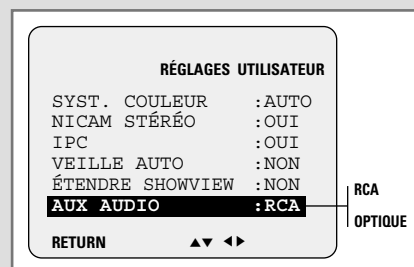 RÉGLAGES UTILISATEUR
SYST. COULEUR :AUTO
NICAM STÉRÉO :OUI
IPC :OUI
VEILLE AUTO :NON
ÉTENDRE SHOWVIEW :NON
AUX AUDIO :RCA
RETURN ▲▼ ◀▶
RCA
OPTIQUE